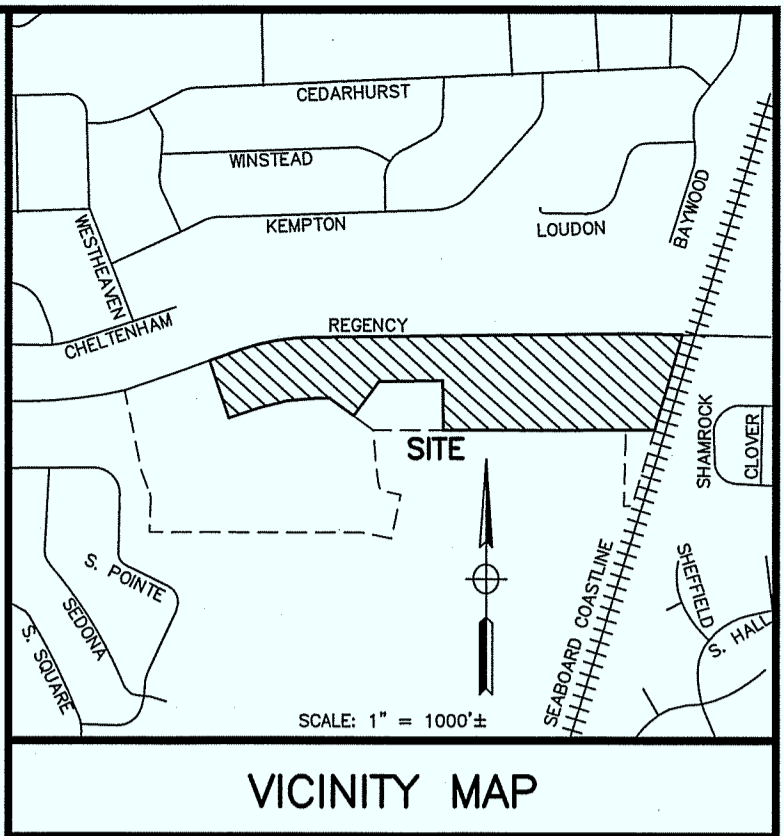 CEDARHURST
WINSTEAD
KEMPTON
LOUDON
BAYWOOD
WESTHEAVEN
CHELTENHAM
REGENCY
SHAMROCK
CLOVER
SITE
S. POINTE
SEDONA
S. SQUARE
SEABOARD COASTLINE
SHEFFIELD
S. HALL
SCALE: 1" = 1000'±
VICINITY MAP